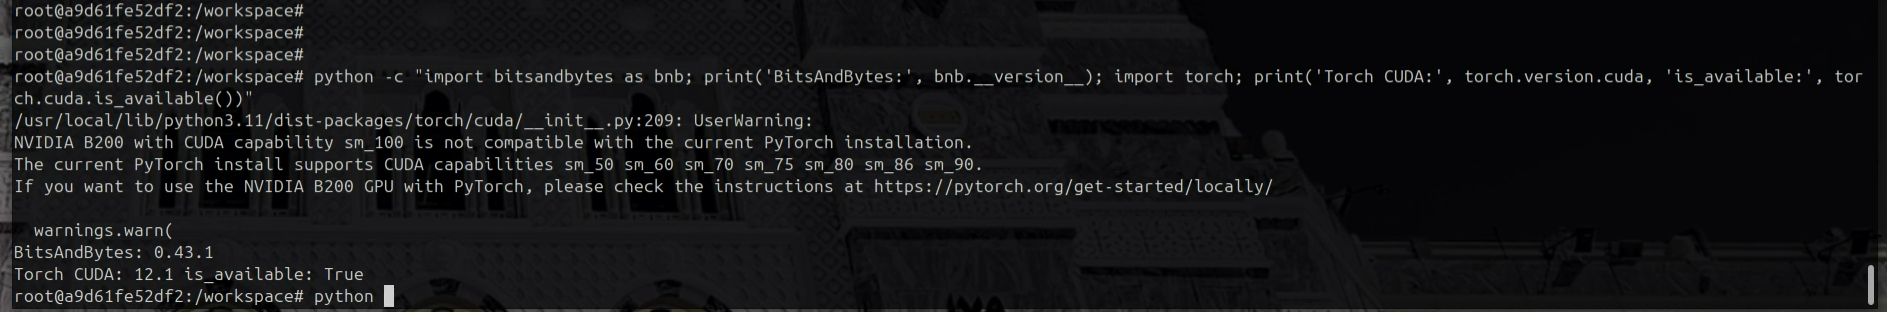 root@a9d61fe52df2:/workspace#
root@a9d61fe52df2:/workspace#
root@a9d61fe52df2:/workspace#
root@a9d61fe52df2:/workspace# python -c "import bitsandbytes as bnb; print('BitsAndBytes:', bnb.__version__); import torch; print('Torch CUDA:', torch.version.cuda, 'is_available:', tor
ch.cuda.is_available())"
/usr/local/lib/python3.11/dist-packages/torch/cuda/__init__.py:209: UserWarning:
NVIDIA B200 with CUDA capability sm_100 is not compatible with the current PyTorch installation.
The current PyTorch install supports CUDA capabilities sm_50 sm_60 sm_70 sm_75 sm_80 sm_86 sm_90.
If you want to use the NVIDIA B200 GPU with PyTorch, please check the instructions at https://pytorch.org/get-started/locally/
warnings.warn(
BitsAndBytes: 0.43.1
Torch CUDA: 12.1 is_available: True
root@a9d61fe52df2:/workspace# python